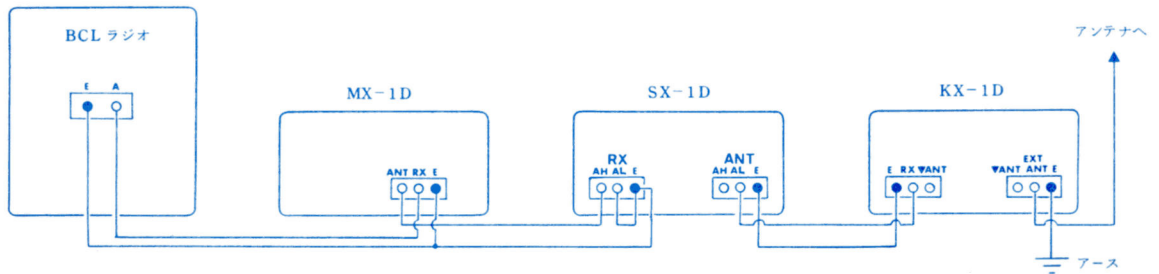 BCL ラジオ
E A
MX-1D
ANT RX E
SX-1D
RX
AH AL E
ANT
AH AL E
KX-1D
E RX ▼ANT
EXT
▼ANT ANT E
アンテナへ
アース